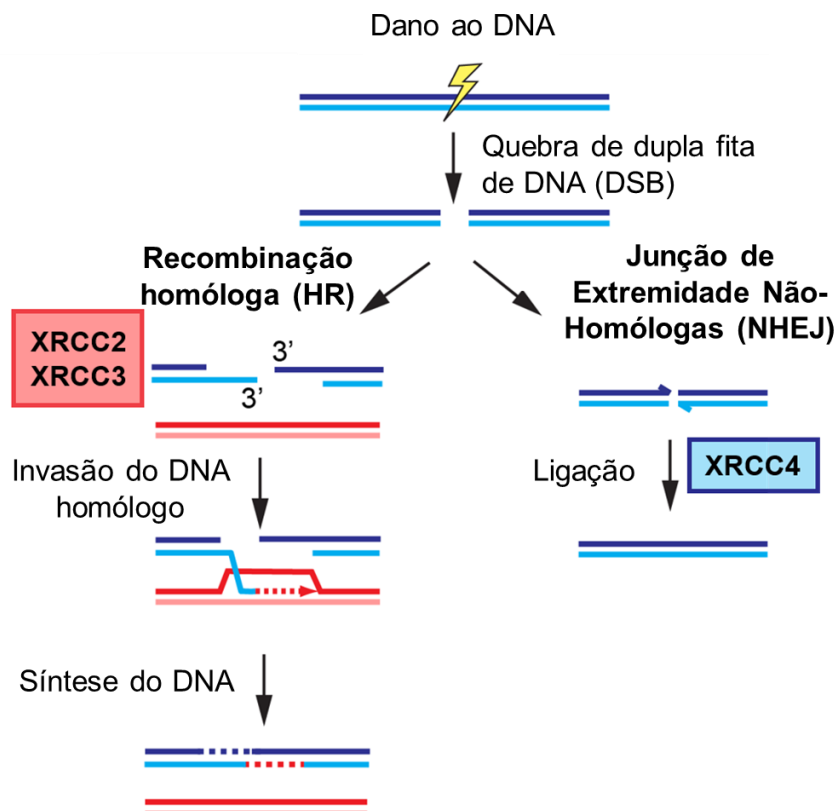 Dano ao DNA
Quebra de dupla fita
de DNA (DSB)
Recombinação
homóloga (HR)
Junção de
Extremidade Não-
Homólogas (NHEJ)
XRCC2
XRCC3
3’
3’
Invasão do DNA
homólogo
Ligação
XRCC4
Síntese do DNA